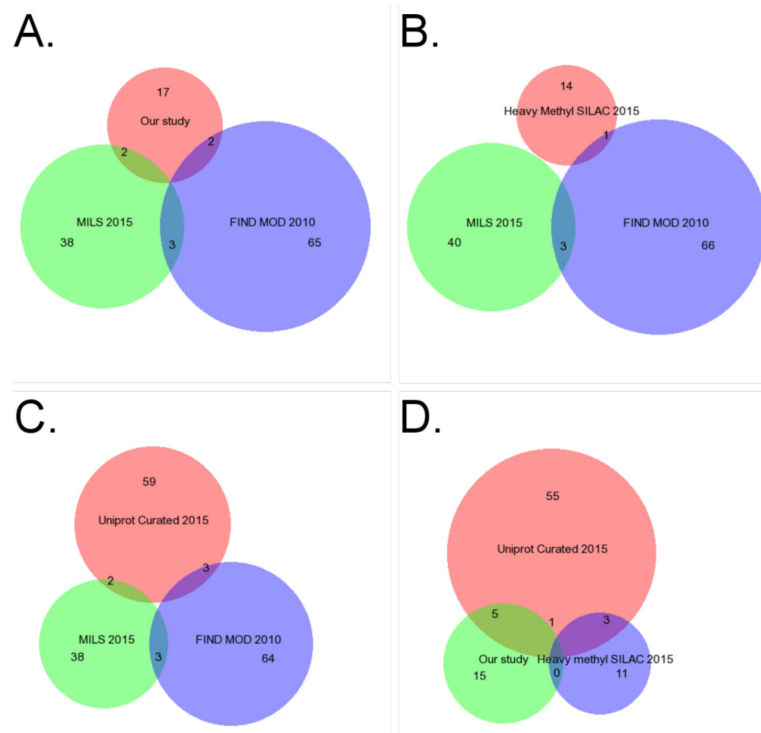 A.
17
Our study
2
2
MILS 2015
FIND MOD 2010
38
3
65
B.
14
Heavy Methyl SILAC 2015
1
MILS 2015
FIND MOD 2010
40
3
66
C.
59
Uniprot Curated 2015
2
3
MILS 2015
FIND MOD 2010
38
3
64
D.
55
Uniprot Curated 2015
5
1
3
Our study
Heavy methyl SILAC 2015
15
0
11